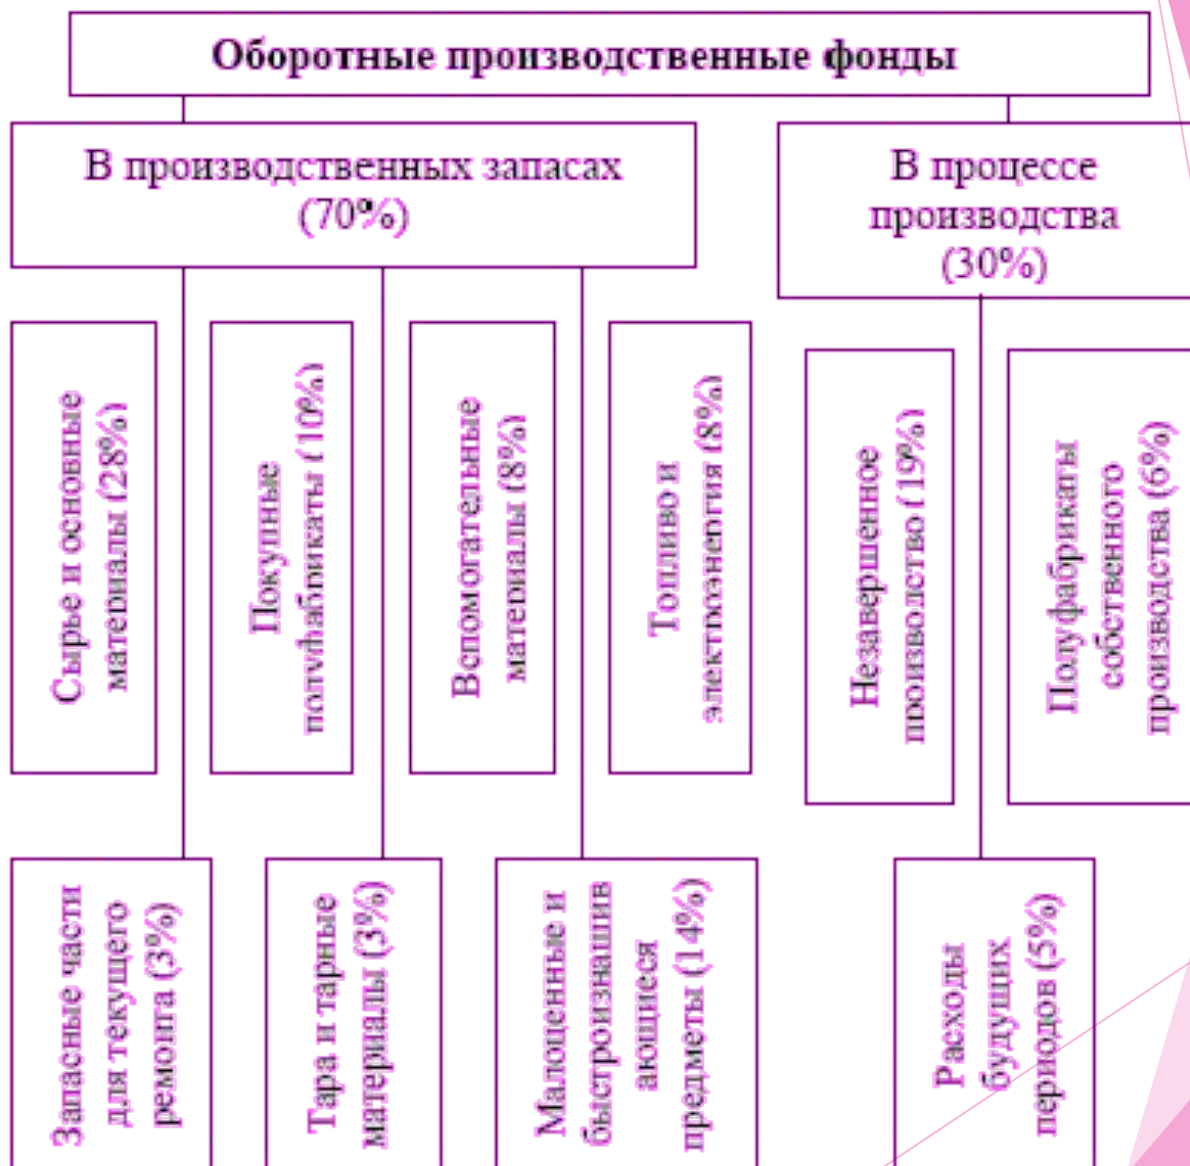 Оборотные производственные фонды
В производственных запасах
(70%)
В процессе
производства
(30%)
Сырье и основные
материалы (28%)
Покупные
полуфабрикаты (10%)
Вспомогательные
материалы (8%)
Топливо и
электроэнергия (8%)
Незавершенное
производство (19%)
Полуфабрикаты
собственного
производства (6%)
Запасные части
для текущего
ремонта (3%)
Тара и тарные
материалы (3%)
Малоценные и
быстроизнашив
ающиеся
предметы (14%)
Расходы
будущих
периодов (5%)